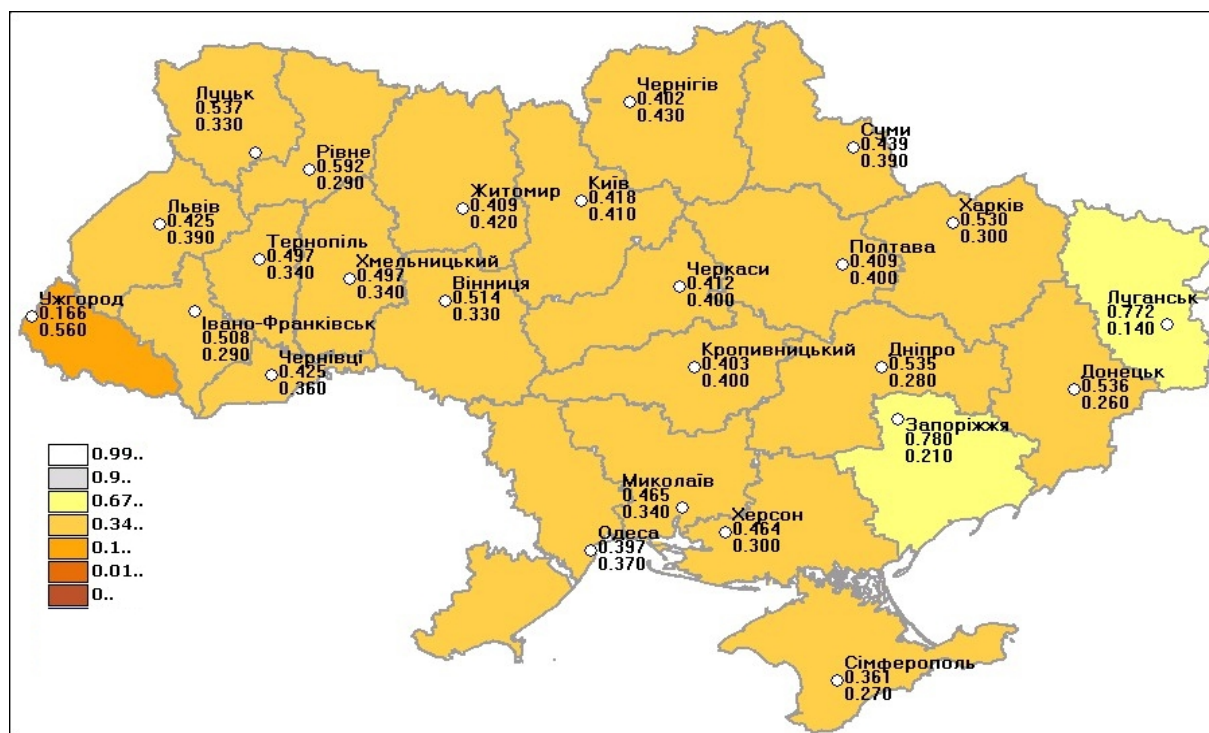 Луцьк
0.537
0.330
Рівне
0.592
0.290
Житомир
0.409
0.420
Київ
0.418
0.410
Чернігів
0.402
0.430
Суми
0.439
0.390
Львів
0.425
0.390
Тернопіль
0.497
0.340
Хмельницький
0.497
0.340
Вінниця
0.514
0.330
Черкаси
0.412
0.400
Полтава
0.409
0.400
Харків
0.530
0.300
Луганськ
0.772
0.140
Ужгород
0.166
0.560
Івано-Франківськ
0.508
0.290
Чернівці
0.425
0.360
Кропивницький
0.403
0.400
Дніпро
0.535
0.280
Донецьк
0.536
0.260
Запоріжжя
0.780
0.210
Миколаїв
0.465
0.340
Херсон
0.464
0.300
Одеса
0.397
0.370
Сімферополь
0.361
0.270
0.99..
0.9..
0.67..
0.34..
0.1..
0.01..
0..